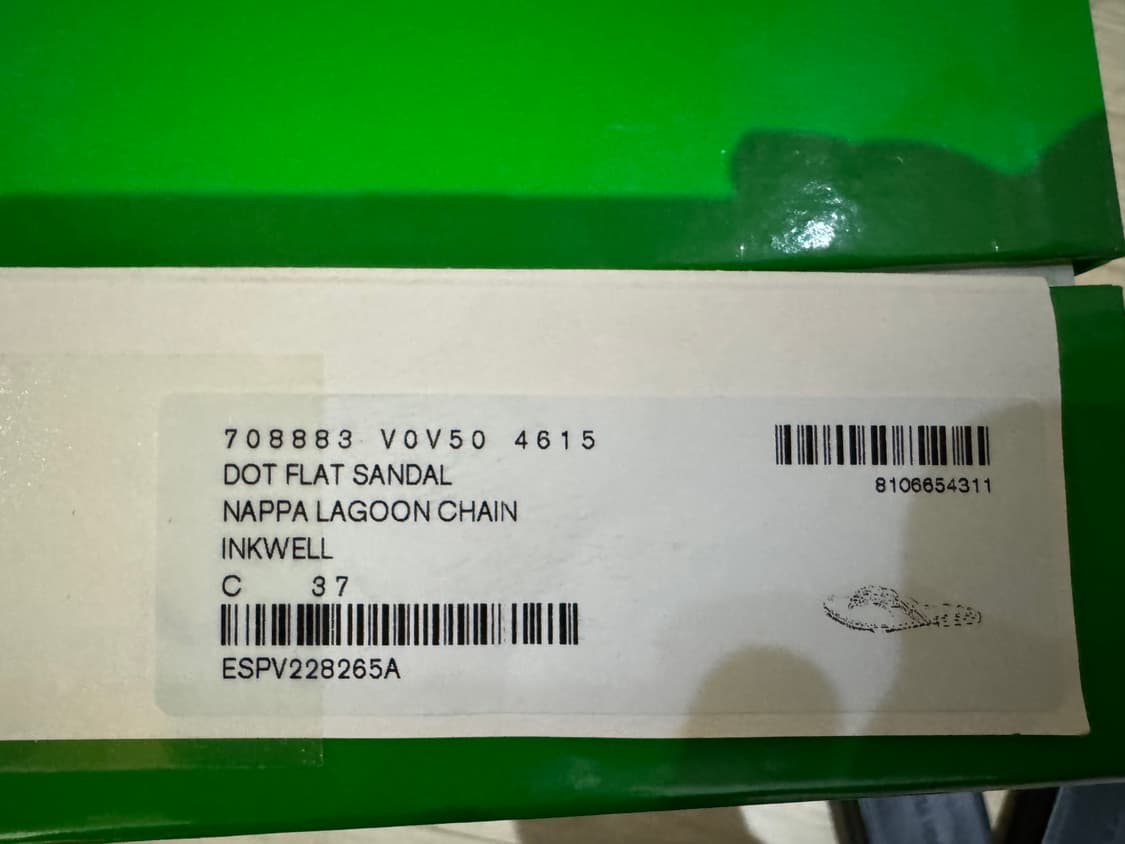 708883 V0V50 4615
DOT FLAT SANDAL
NAPPA LAGOON CHAIN
INKWELL
C 37
ESPV228265A
8106654311